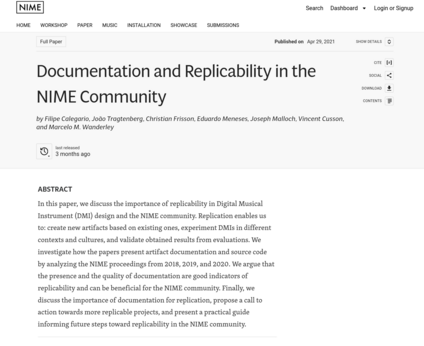 NIME
Search Dashboard Login or Signup
HOME WORKSHOP PAPER MUSIC INSTALLATION SHOWCASE SUBMISSIONS
Full Paper
Published on Apr 29, 2021
SHOW DETAILS
CITE
SOCIAL
DOWNLOAD
CONTENTS
Documentation and Replicability in the
NIME Community
by Filipe Calegario, João Tragtenberg, Christian Frisson, Eduardo Meneses, Joseph Malloch, Vincent Cusson,
and Marcelo M. Wanderley
last released
3 months ago
ABSTRACT
In this paper, we discuss the importance of replicability in Digital Musical
Instrument (DMI) design and the NIME community. Replication enables us
to: create new artifacts based on existing ones, experiment DMIs in different
contexts and cultures, and validate obtained results from evaluations. We
investigate how the papers present artifact documentation and source code
by analyzing the NIME proceedings from 2018, 2019, and 2020. We argue that
the presence and the quality of documentation are good indicators of
replicability and can be beneficial for the NIME community. Finally, we
discuss the importance of documentation for replication, propose a call to
action towards more replicable projects, and present a practical guide
informing future steps toward replicability in the NIME community.